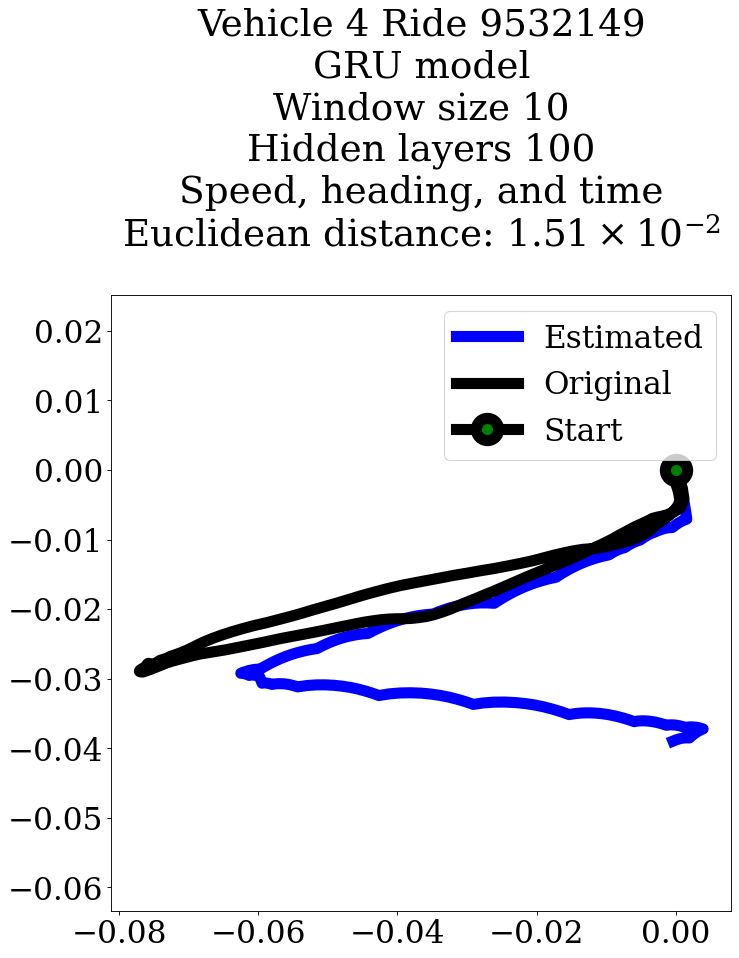 Vehicle 4 Ride 9532149
GRU model
Window size 10
Hidden layers 100
Speed, heading, and time
Euclidean distance: 1.51 × 10⁻²
Estimated
Original
Start
0.02
0.01
0.00
−0.01
−0.02
−0.03
−0.04
−0.05
−0.06
−0.08 −0.06 −0.04 −0.02 0.00